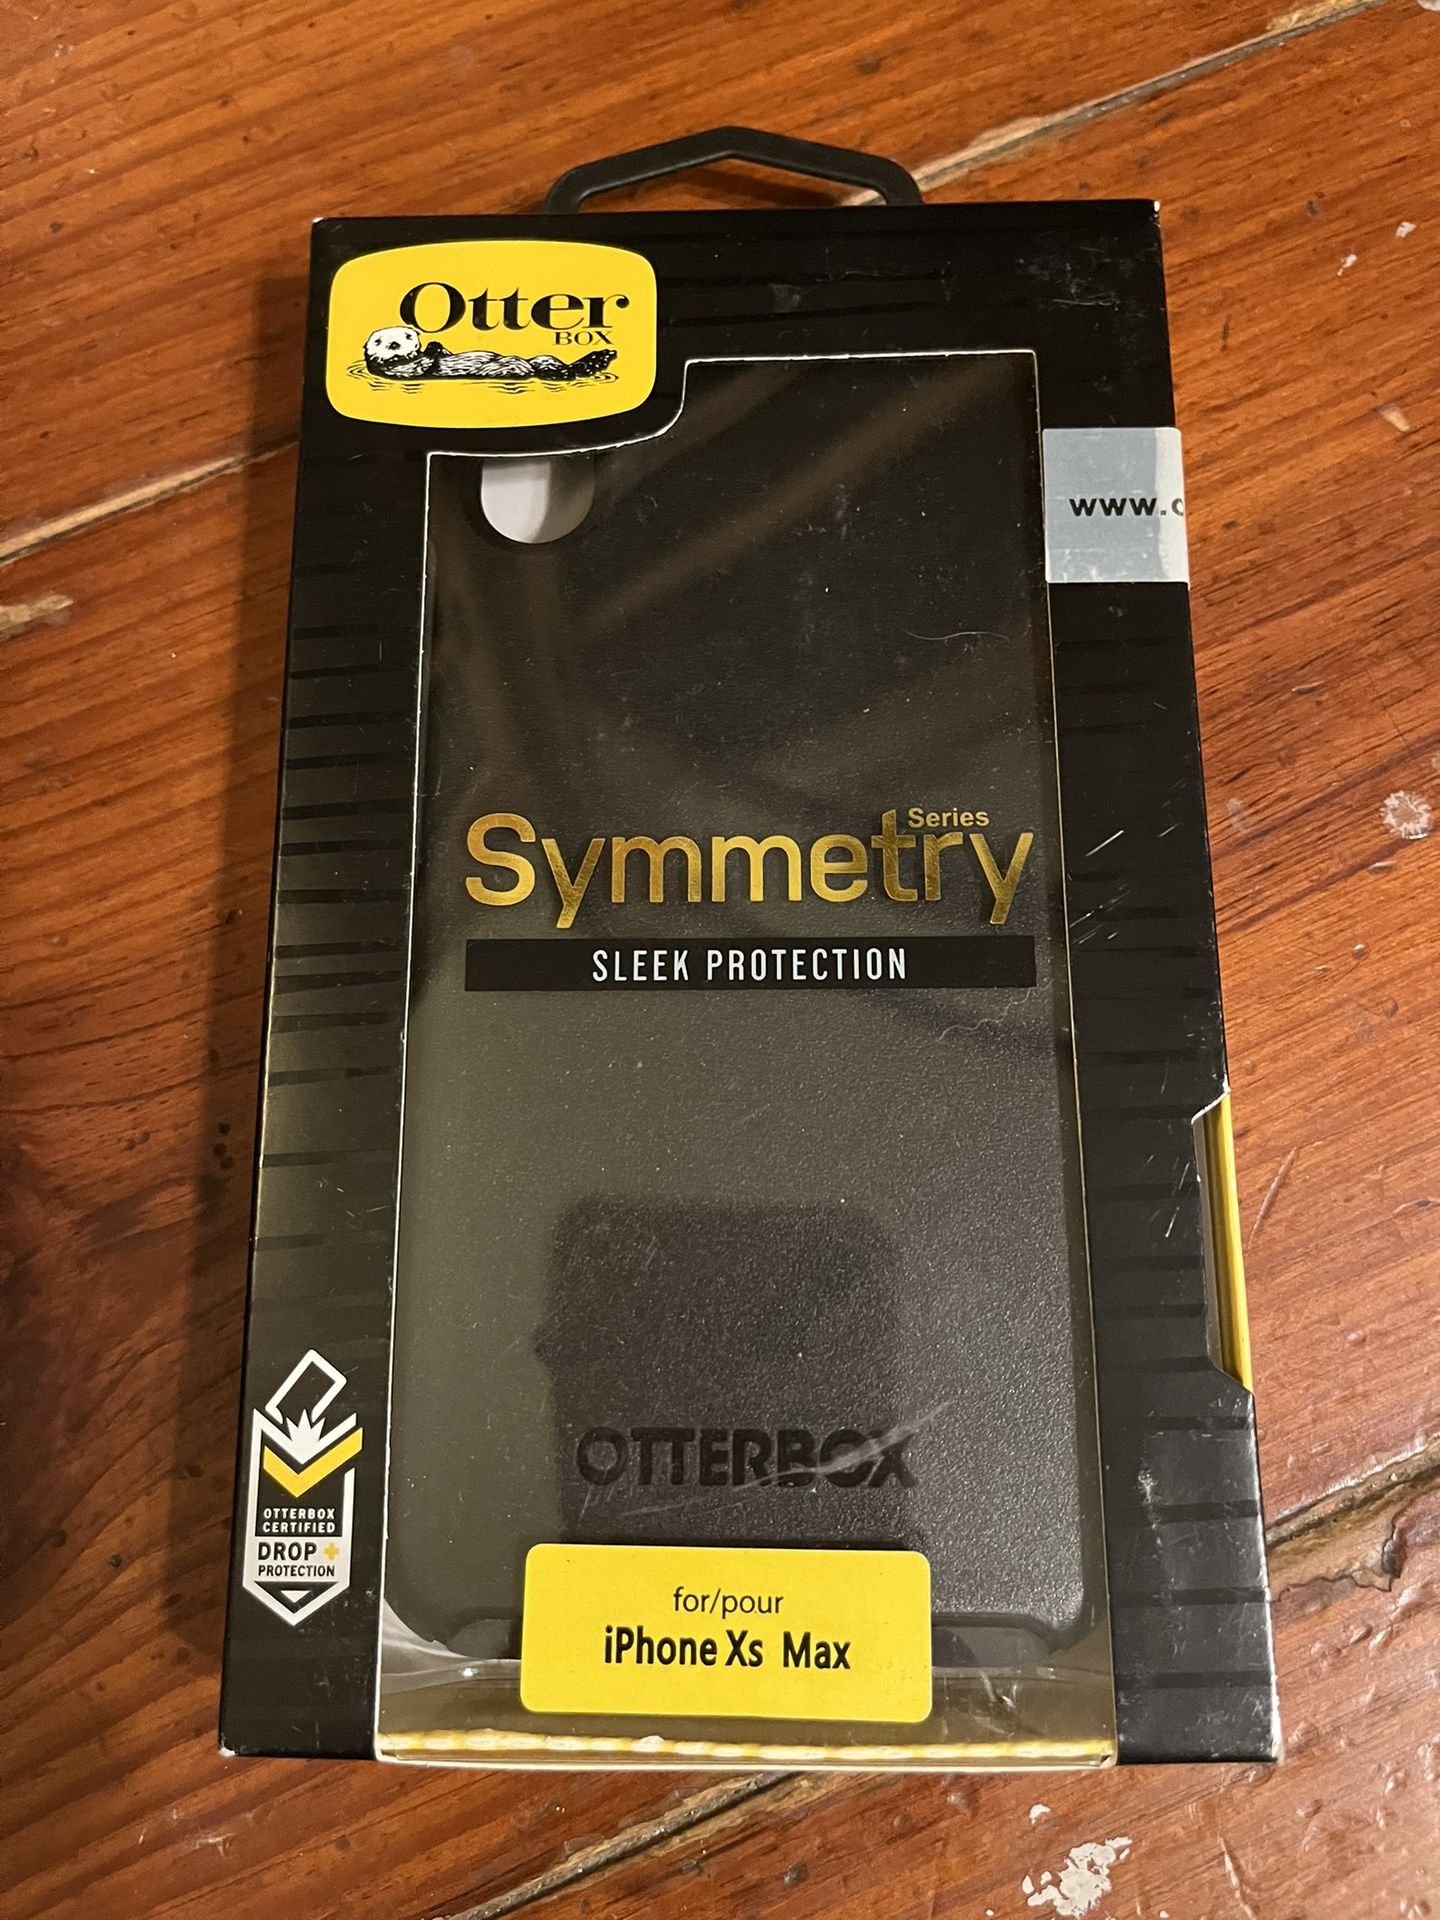 Otter
BOX
www.
Series
Symmetry
SLEEK PROTECTION
OTTERBOX
OTTERBOX
CERTIFIED
DROP+
PROTECTION
for/pour
iPhone Xs Max